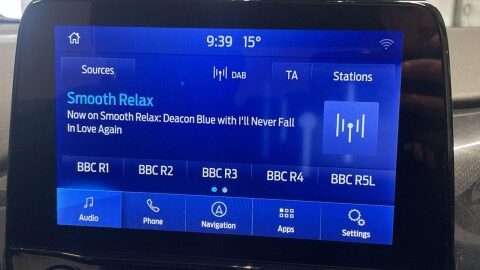 9:39 15°
Sources DAB TA Stations
Smooth Relax
Now on Smooth Relax: Deacon Blue with I'll Never Fall
In Love Again
BBC R1 BBC R2 BBC R3 BBC R4 BBC R5L
Audio Phone Navigation Apps Settings